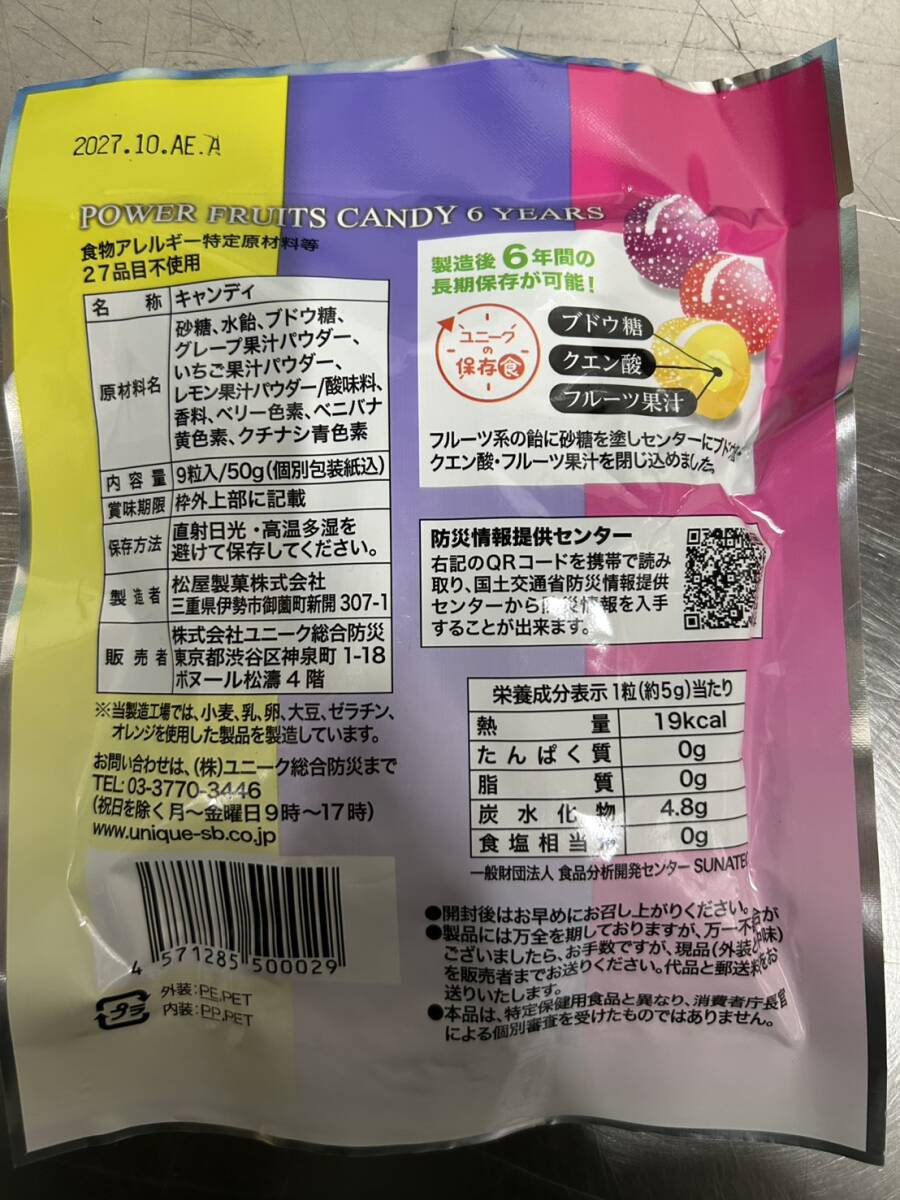 2027.10.AE.A
POWER FRUITS CANDY 6 YEARS
食物アレルギー特定原材料等
27品目不使用
名 称 キャンディ
原材料名 砂糖、水飴、ブドウ糖、
グレープ果汁パウダー、
いちご果汁パウダー、
レモン果汁パウダー/酸味料、
香料、ベリー色素、ベニバナ
黄色素、クチナシ青色素
内容量 9粒入/50g(個別包装紙込)
賞味期限 枠外上部に記載
保存方法 直射日光・高温多湿を
避けて保存してください。
製造者 松屋製菓株式会社
三重県伊勢市御薗町新開 307-1
販売者 株式会社ユニーク総合防災
東京都渋谷区神泉町 1-18
ボヌール松濤 4 階
※当製造工場では、小麦、乳、卵、大豆、ゼラチン、
オレンジを使用した製品を製造しています。
お問い合わせは、(株)ユニーク総合防災まで
TEL: 03-3770-3446
(祝日を除く月〜金曜日9時〜17時)
www.unique-sb.co.jp
4 571285 500029
プラ
外装:PE,PET
内装:PP,PET
製造後6年間の
長期保存が可能!
ユニーク
の
保存食
ブドウ糖
クエン酸
フルーツ果汁
フルーツ系の飴に砂糖を塗しセンターにブドウ糖・
クエン酸・フルーツ果汁を閉じ込めました。
防災情報提供センター
右記のQRコードを携帯で読み
取り、国土交通省防災情報提供
センターから防災情報を入手
することが出来ます。
栄養成分表示 1粒(約5g)当たり
熱 量 19kcal
たんぱく質 0g
脂 質 0g
炭水化物 4.8g
食塩相当 0g
一般財団法人 食品分析開発センター SUNATEC
●開封後はお早めにお召し上がりください。
●製品には万全を期しておりますが、万一不合が
ございましたら、お手数ですが、現品(外装と中味)
を販売者までお送りください。代品と郵送料をお
送りいたします。
●本品は、特定保健用食品と異なり、消費者庁長官
による個別審査を受けたものではありません。